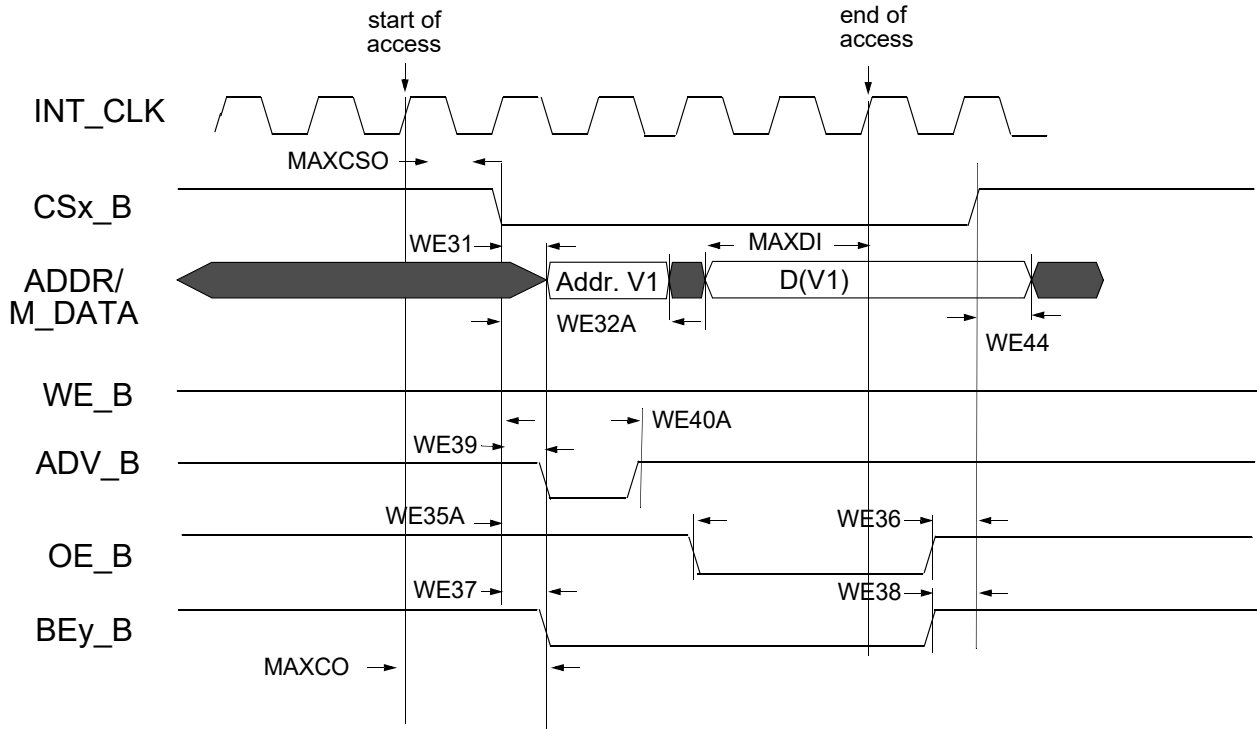 start of
access
end of
access
INT_CLK
MAXCSO
CSx_B
WE31
MAXDI
ADDR/
M_DATA
Addr. V1
D(V1)
WE32A
WE44
WE_B
WE40A
WE39
ADV_B
WE35A
WE36
OE_B
WE37
WE38
BEy_B
MAXCO